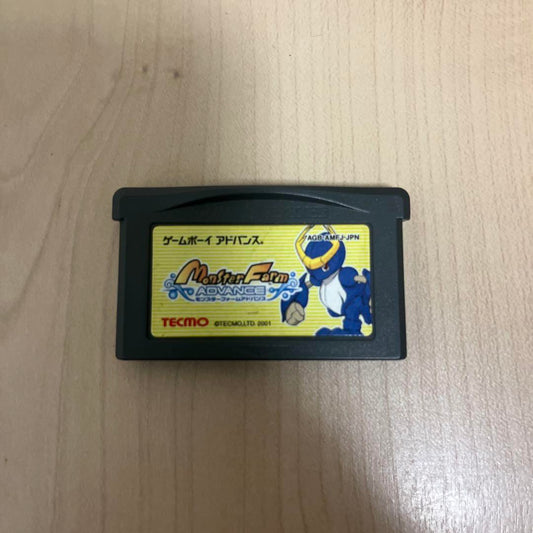 ゲームボーイ アドバンス®
AGB-AMFJ-JPN
Monster Farm
ADVANCE
モンスターファームアドバンス
TECMO ©TECMO,LTD. 2001